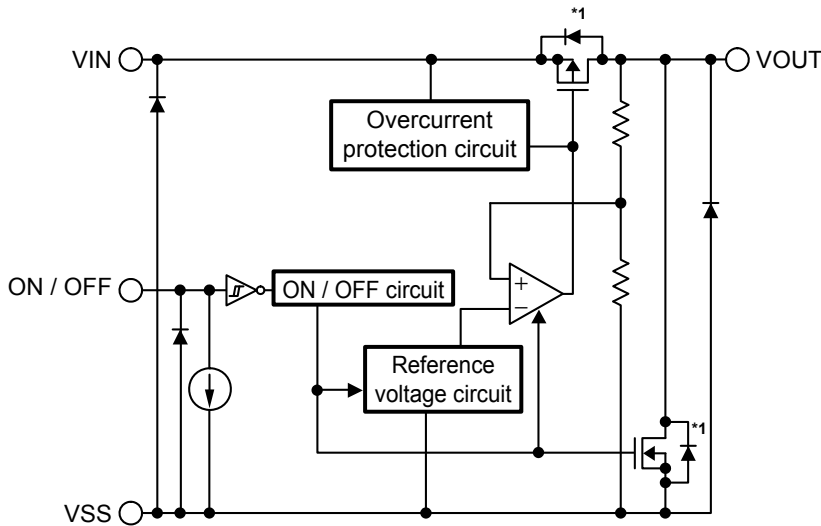 *1
VIN
VOUT
Overcurrent
protection circuit
ON / OFF
ON / OFF circuit
+
−
Reference
voltage circuit
*1
VSS